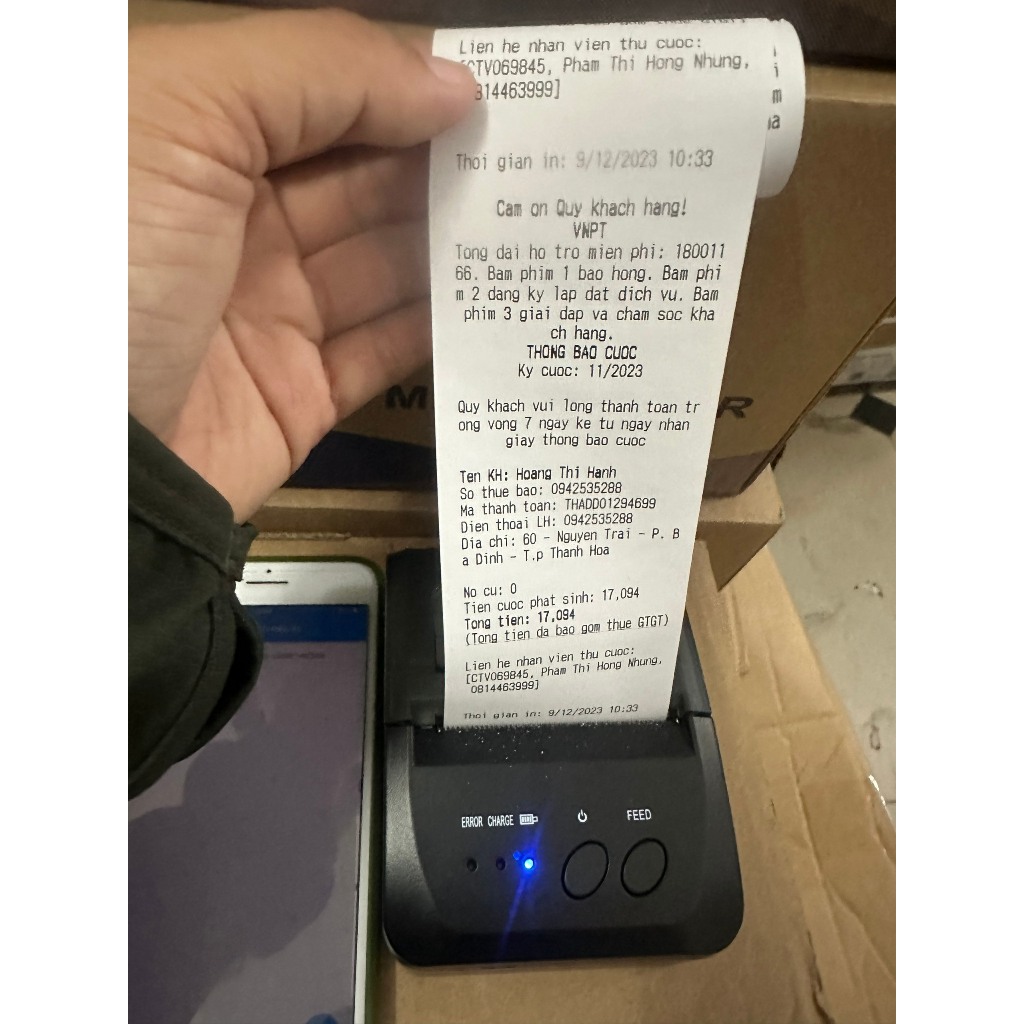 Lien he nhan vien thu cuoc:
[CTV069845, Pham Thi Hong Nhung,
0814463999]
Thoi gian in: 9/12/2023 10:33
Cam on Quy khach hang!
VNPT
Tong dai ho tro mien phi: 180011
66. Bam phim 1 bao hong. Bam phi
m 2 dang ky lap dat dich vu. Bam
phim 3 giai dap va cham soc kha
ch hang.
THONG BAO CUOC
Ky cuoc: 11/2023
Quy khach vui long thanh toan tr
ong vong 7 ngay ke tu ngay nhan
giay thong bao cuoc
Ten KH: Hoang Thi Hanh
So thue bao: 0942535288
Ma thanh toan: THADD01294699
Dien thoai LH: 0942535288
Dia chi: 60 - Nguyen Trai - P. B
a Dinh - T.p Thanh Hoa
No cu: 0
Tien cuoc phat sinh: 17,094
Tong tien: 17,094
(Tong tien da bao gom thue GTGT)
Lien he nhan vien thu cuoc:
[CTV069845, Pham Thi Hong Nhung,
0814463999]
Thoi gian in: 9/12/2023 10:33
ERROR CHARGE
FEED